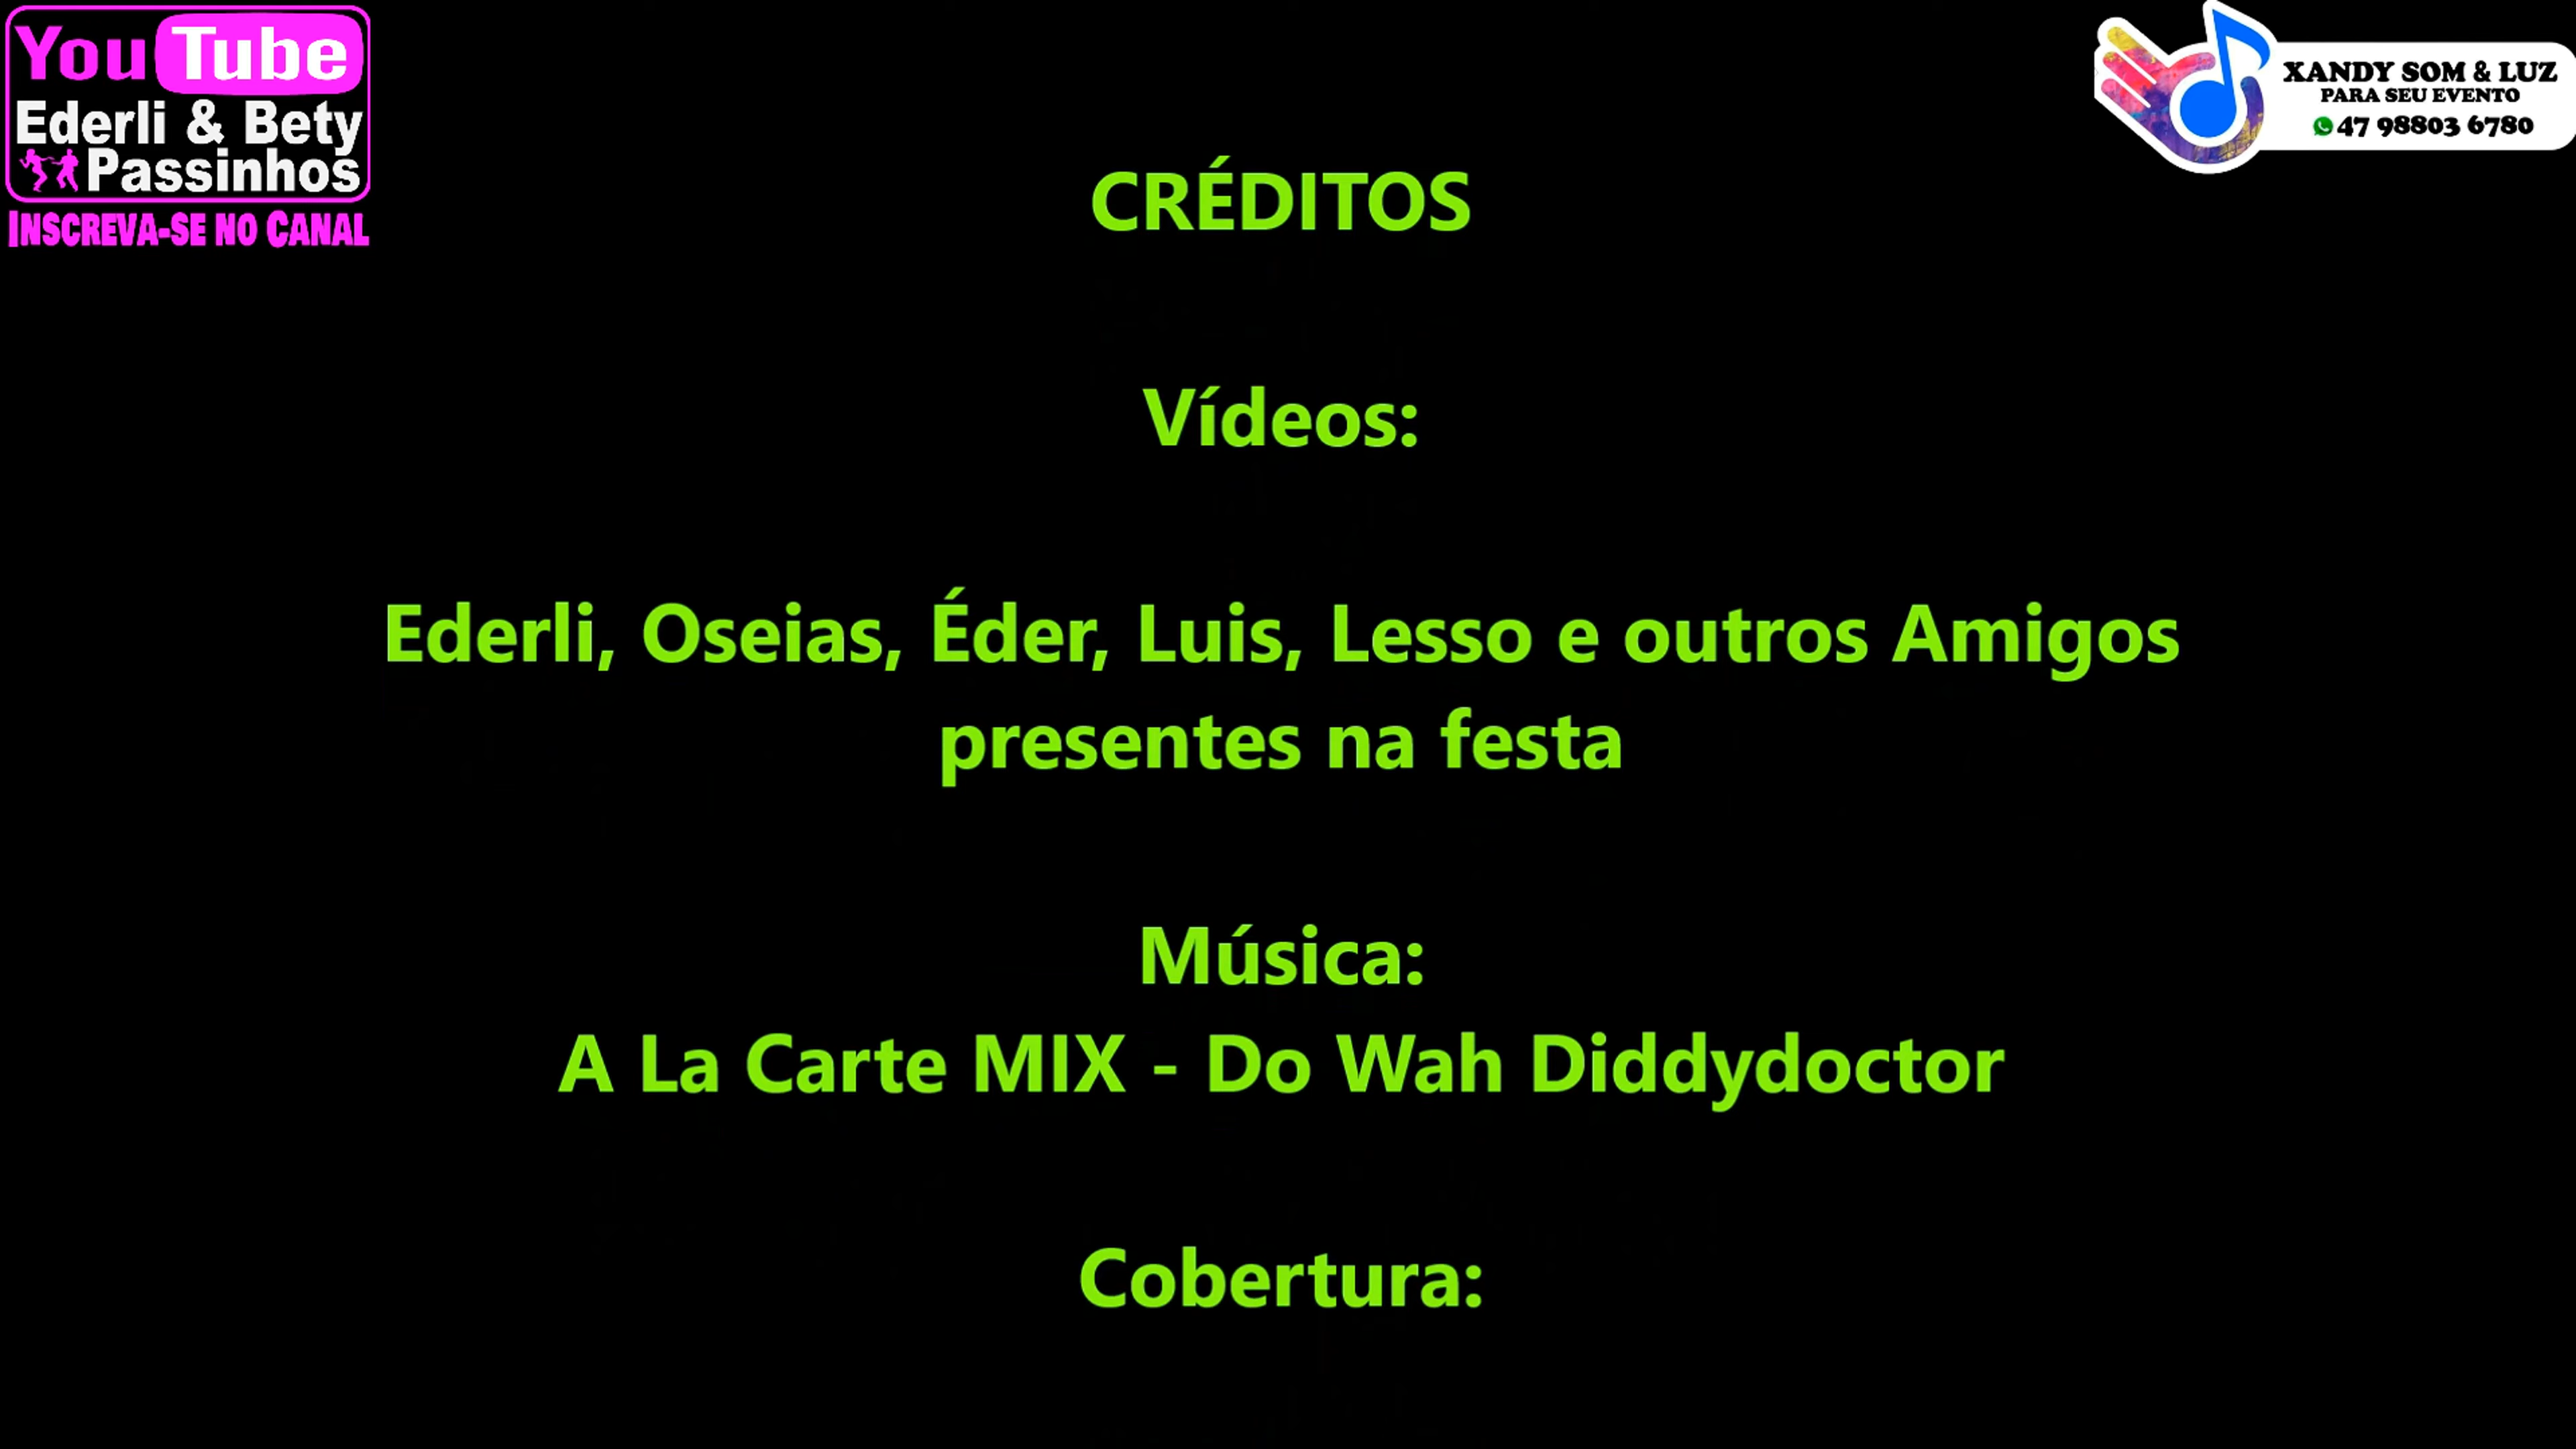 YouTube
Ederli & Bety
Passinhos
INSCREVA-SE NO CANAL
XANDY SOM & LUZ
PARA SEU EVENTO
47 98803 6780
CRÉDITOS
Vídeos:
Ederli, Oseias, Éder, Luis, Lesso e outros Amigos
presentes na festa
Música:
A La Carte MIX - Do Wah Diddydoctor
Cobertura: